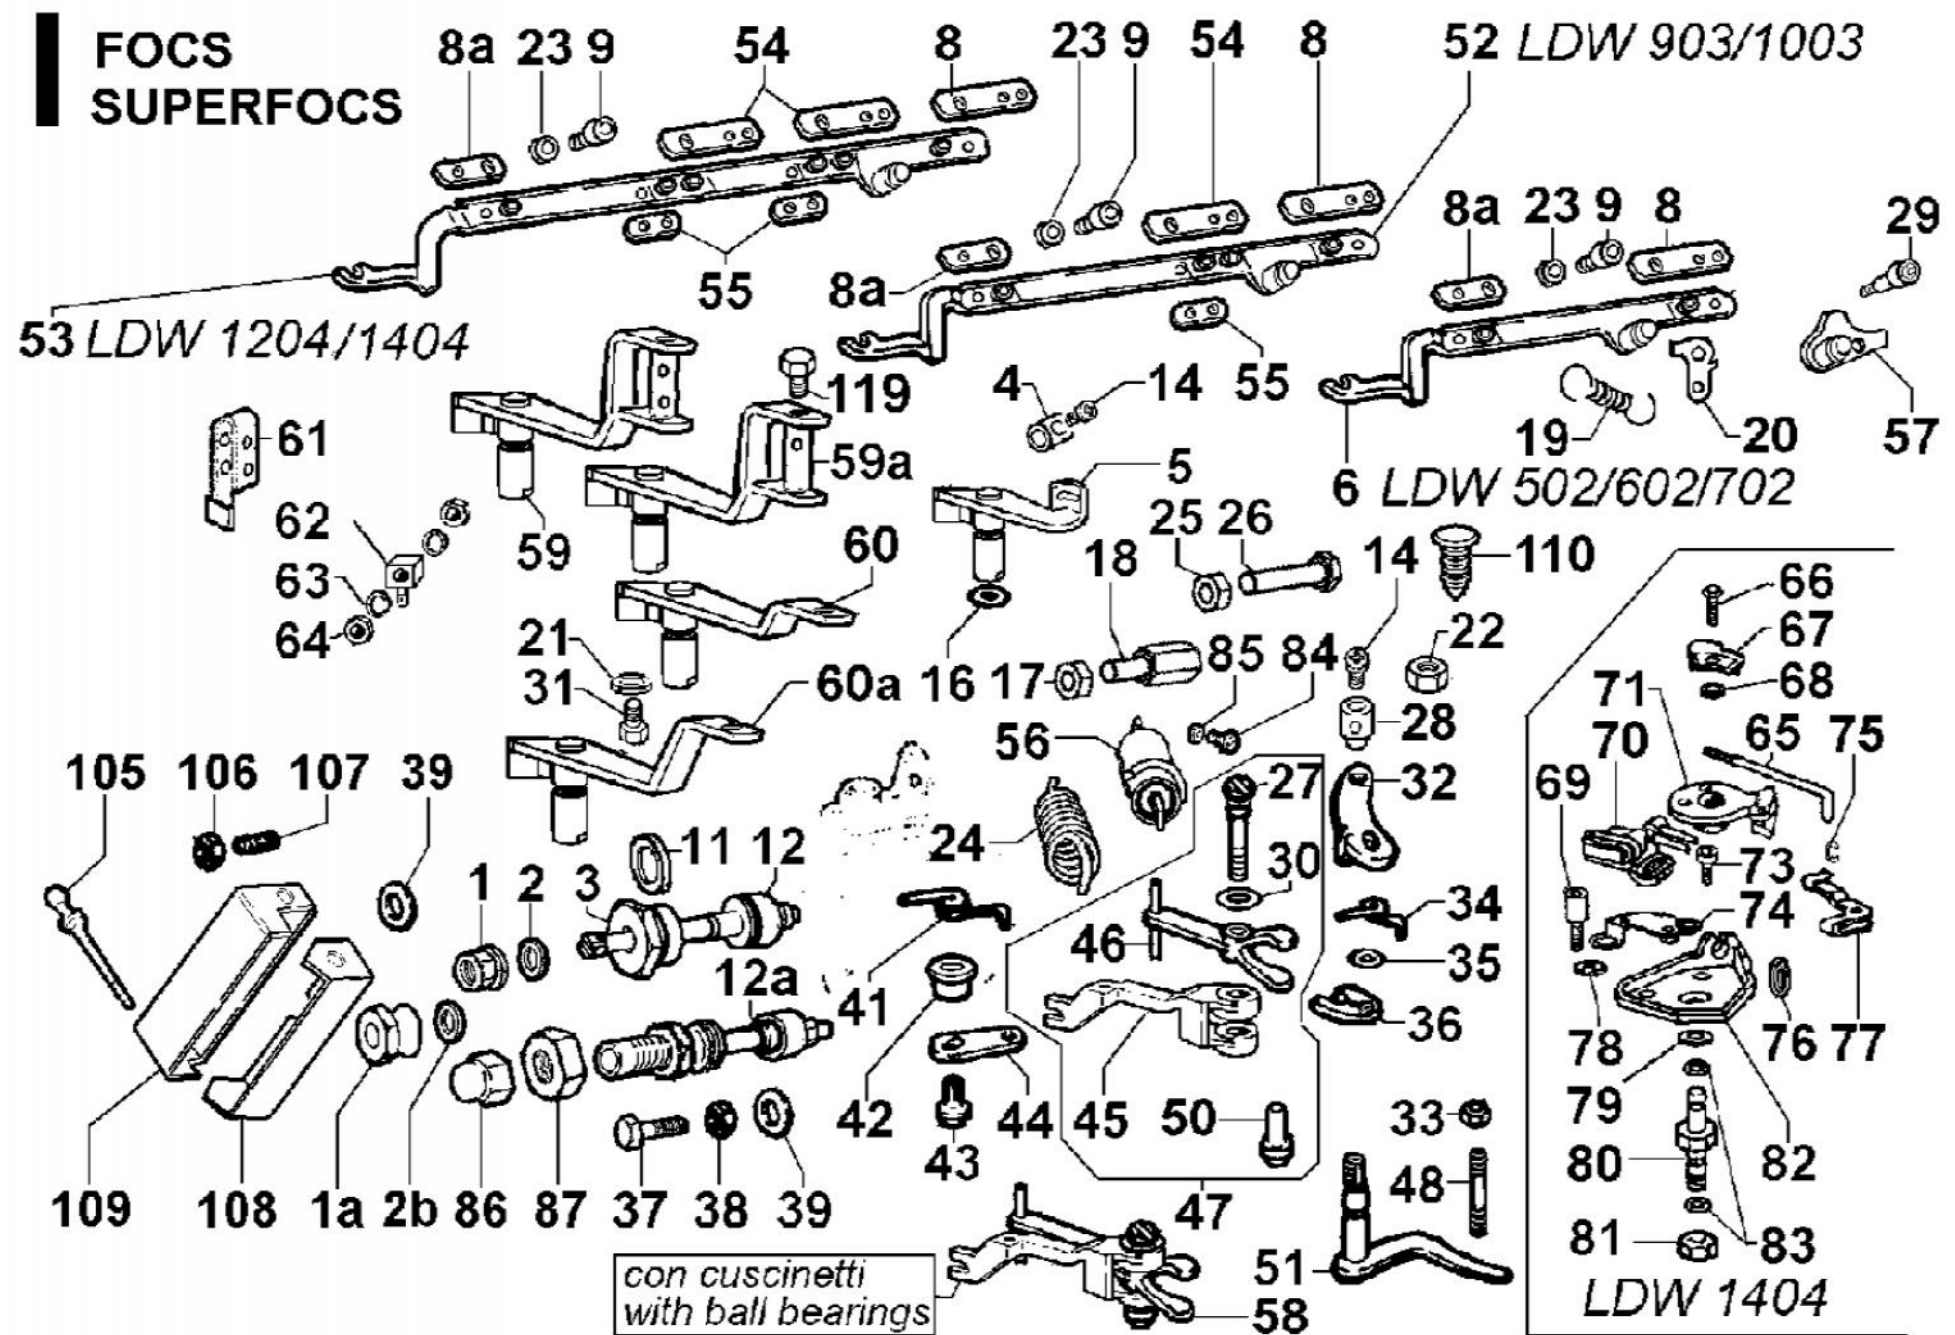 FOCS
SUPERFOCS
8a 23 9 54 8 23 9 54 8 52 LDW 903/1003
8a 23 9 8 29
55 8a
53 LDW 1204/1404
119 4 14 55
61 59a 5 19 20 57
6 LDW 502/602/702
62 59 60 25 26
18 14 110
63 66
64 21 22 67
31 60a 16 17 85 84 71 68
56 28 70 65 75
105 106 107 39 27 32 69
11 12 24 30 73
1 2 3 34 74
46 35
12a 41 36
78 76 77
42 44 45 50 33 79
43 80 82
109 108 1a 2b 86 87 37 38 39 47 48
81 83
con cuscinetti
with ball bearings
51
58
LDW 1404